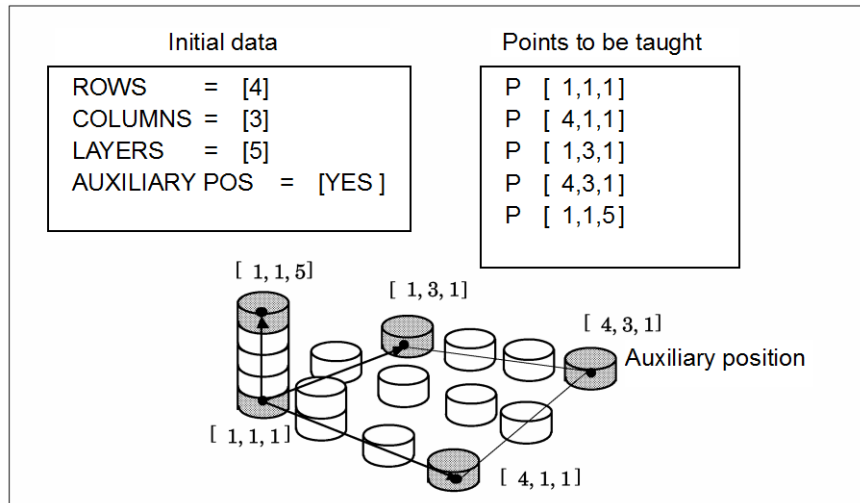 Initial data
ROWS = [4]
COLUMNS = [3]
LAYERS = [5]
AUXILIARY POS = [YES ]
Points to be taught
P [ 1,1,1]
P [ 4,1,1]
P [ 1,3,1]
P [ 4,3,1]
P [ 1,1,5]
[ 1, 1, 5]
[ 1, 3, 1]
[ 4, 3, 1]
Auxiliary position
[ 1, 1, 1 ]
[ 4, 1, 1 ]